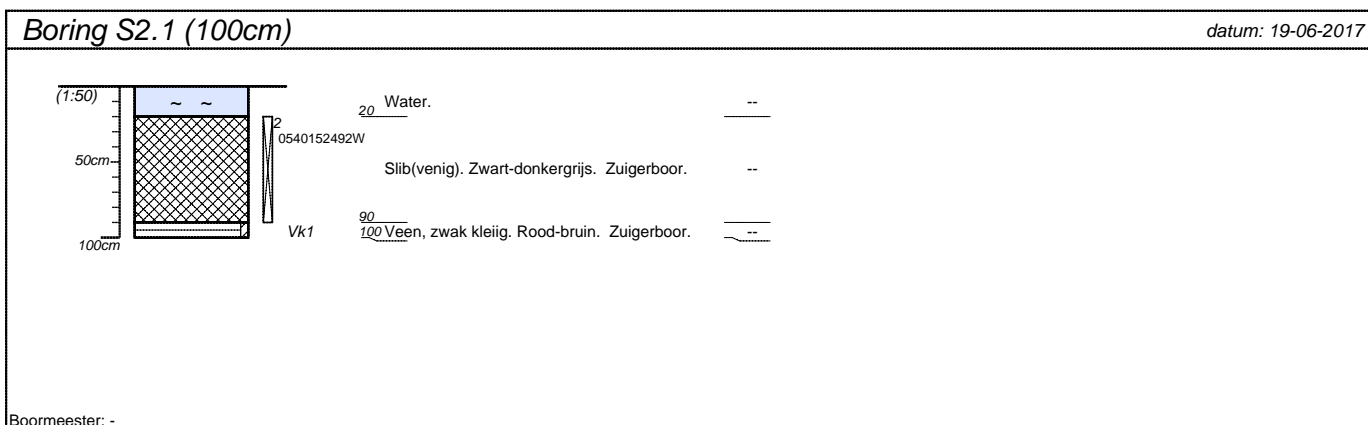 Boring S2.1 (100cm) datum: 19-06-2017
(1:50) ~ ~ 20 Water. --
2
0540152492W
50cm Slib(venig). Zwart-donkergrijs. Zuigerboor. --
90
Vk1 100 Veen, zwak kleiig. Rood-bruin. Zuigerboor. --
100cm
Boormeester: -